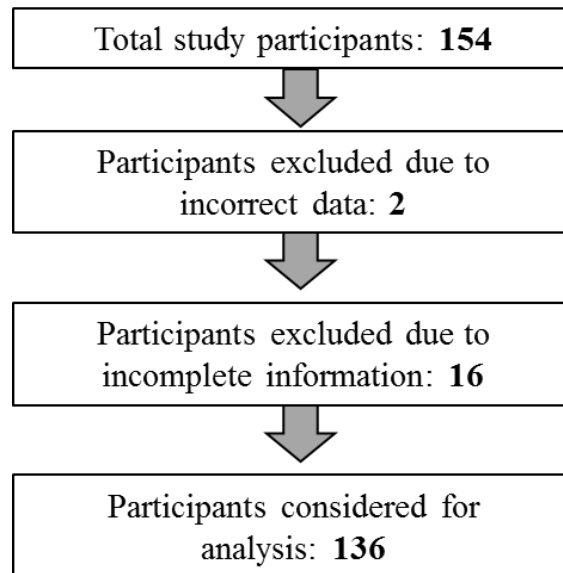 Total study participants: 154
Participants excluded due to
incorrect data: 2
Participants excluded due to
incomplete information: 16
Participants considered for
analysis: 136